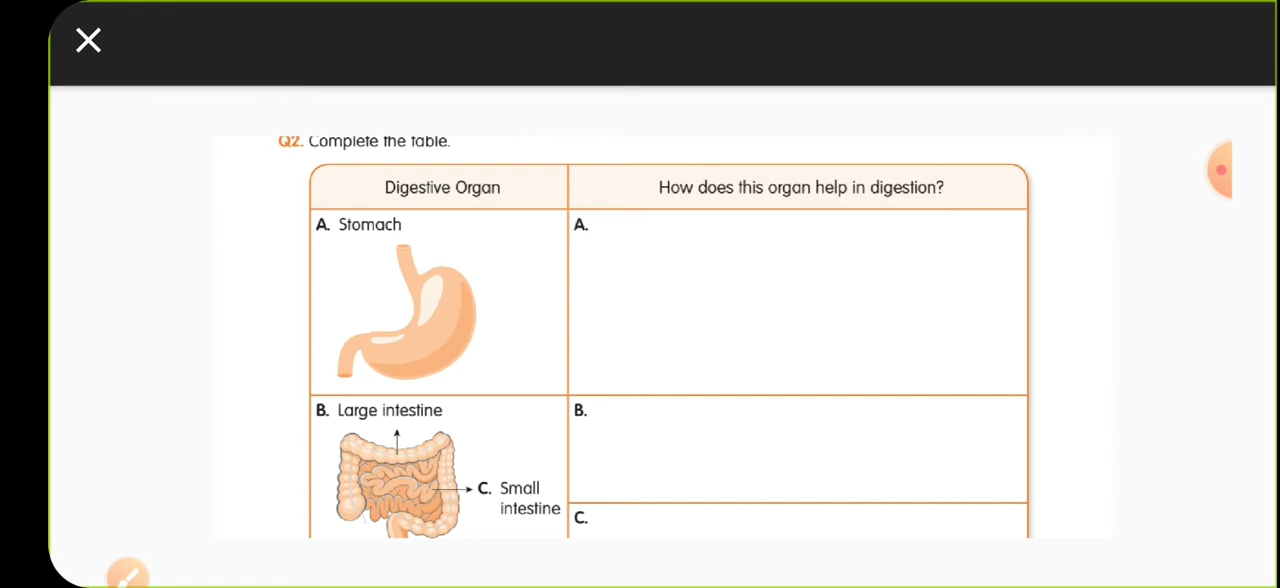 Q2. Complete the table.
Digestive Organ
How does this organ help in digestion?
A. Stomach
A.
B. Large intestine
B.
C. Small
intestine
C.